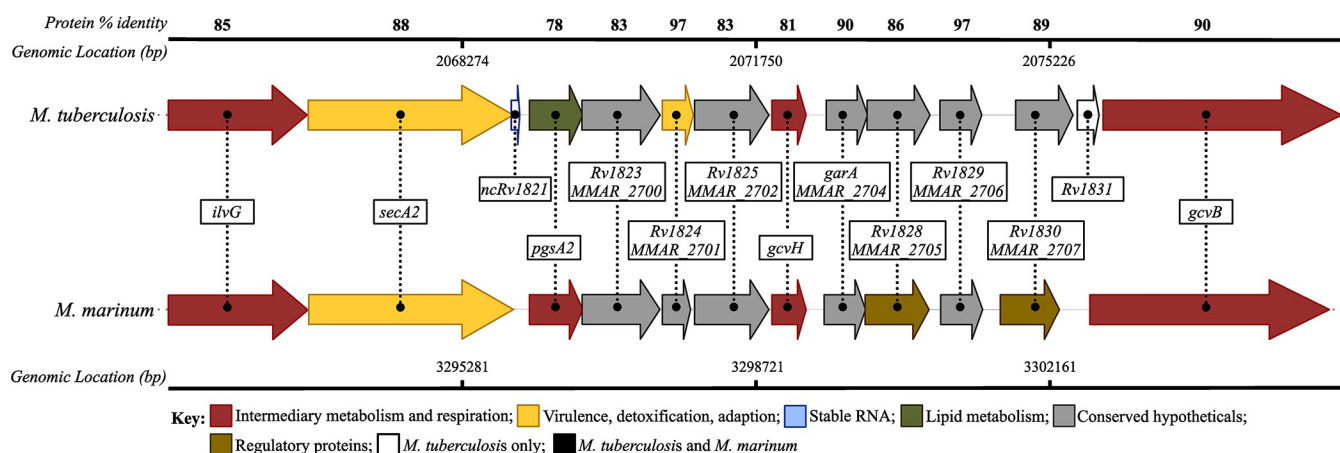 Protein % identity 85 88 78 83 97 83 81 90 86 97 89 90
Genomic Location (bp) 2068274 2071750 2075226
M. tuberculosis
ncRv1821
Rv1823
MMAR_2700
Rv1825
MMAR_2702
garA
MMAR_2704
Rv1829
MMAR_2706
Rv1831
ilvG
secA2
gcvB
pgsA2
Rv1824
MMAR_2701
gcvH
Rv1828
MMAR_2705
Rv1830
MMAR_2707
M. marinum
Genomic Location (bp) 3295281 3298721 3302161
Key: Intermediary metabolism and respiration; Virulence, detoxification, adaption; Stable RNA; Lipid metabolism; Conserved hypotheticals;
Regulatory proteins; M. tuberculosis only; M. tuberculosis and M. marinum